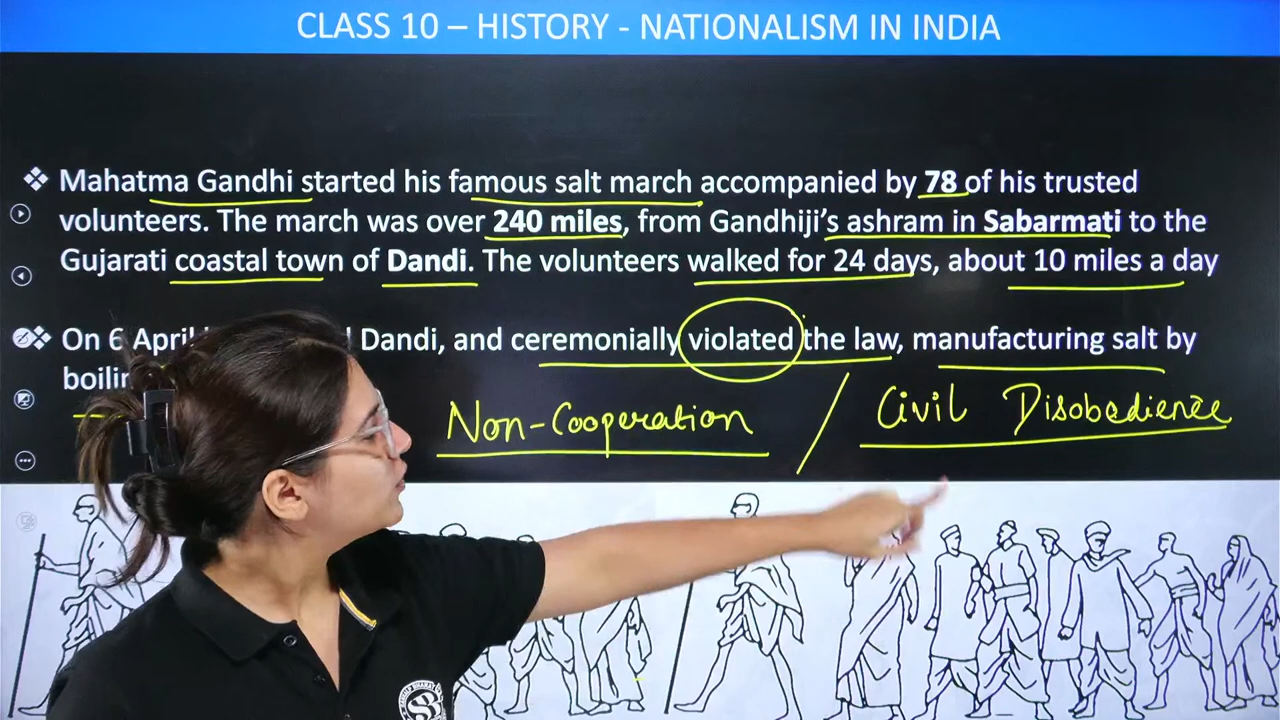 CLASS 10 – HISTORY - NATIONALISM IN INDIA
❖ Mahatma Gandhi started his famous salt march accompanied by 78 of his trusted
volunteers. The march was over 240 miles, from Gandhiji’s ashram in Sabarmati to the
Gujarati coastal town of Dandi. The volunteers walked for 24 days, about 10 miles a day
❖ On 6 April Dandi, and ceremonially violated the law, manufacturing salt by
Non-Cooperation / Civil Disobedience